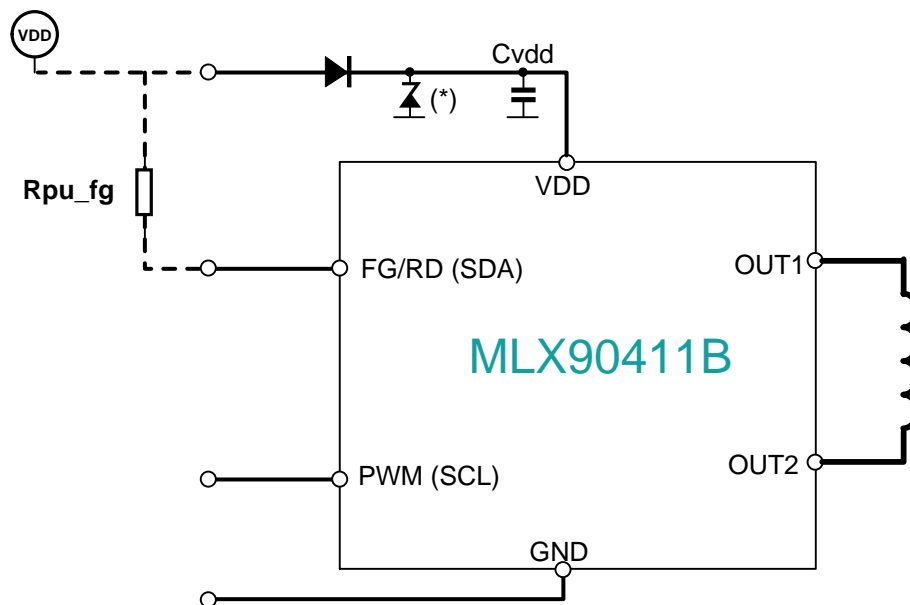 VDD
Cvdd
(*)
Rpu_fg
VDD
FG/RD (SDA)
OUT1
MLX90411B
PWM (SCL)
OUT2
GND